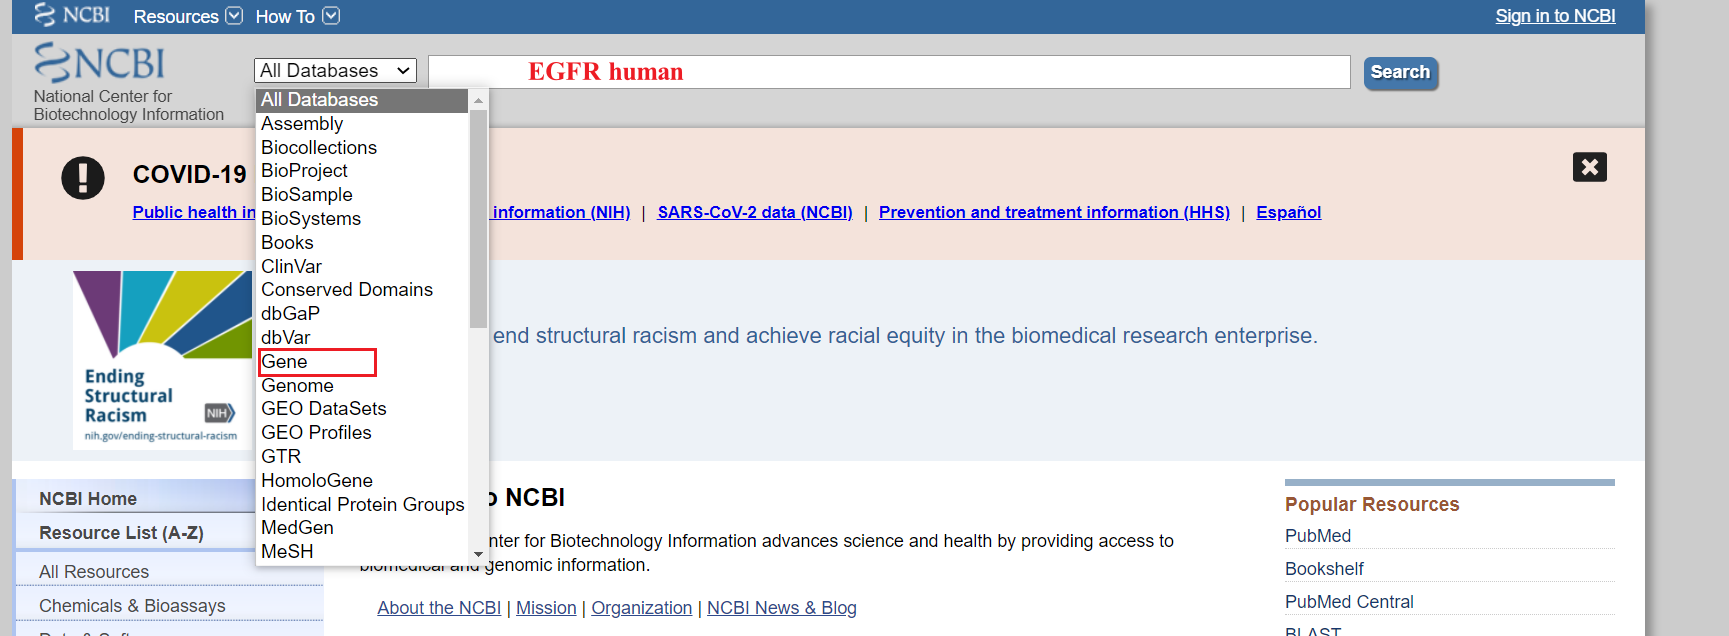 NCBI Resources How To Sign in to NCBI
NCBI
National Center for
Biotechnology Information
All Databases EGFR human Search
All Databases
Assembly
Biocollections
BioProject
BioSample
BioSystems
Books
ClinVar
Conserved Domains
dbGaP
dbVar
Gene
Genome
GEO DataSets
GEO Profiles
GTR
HomoloGene
Identical Protein Groups
MedGen
MeSH
COVID-19
Public health in information (NIH) | SARS-CoV-2 data (NCBI) | Prevention and treatment information (HHS) | Español
Ending
Structural
Racism NIH
nih.gov/ending-structural-racism
end structural racism and achieve racial equity in the biomedical research enterprise.
NCBI Home
Resource List (A-Z)
All Resources
Chemicals & Bioassays
o NCBI
nter for Biotechnology Information advances science and health by providing access to
biomedical and genomic information.
About the NCBI | Mission | Organization | NCBI News & Blog
Popular Resources
PubMed
Bookshelf
PubMed Central
BLAST